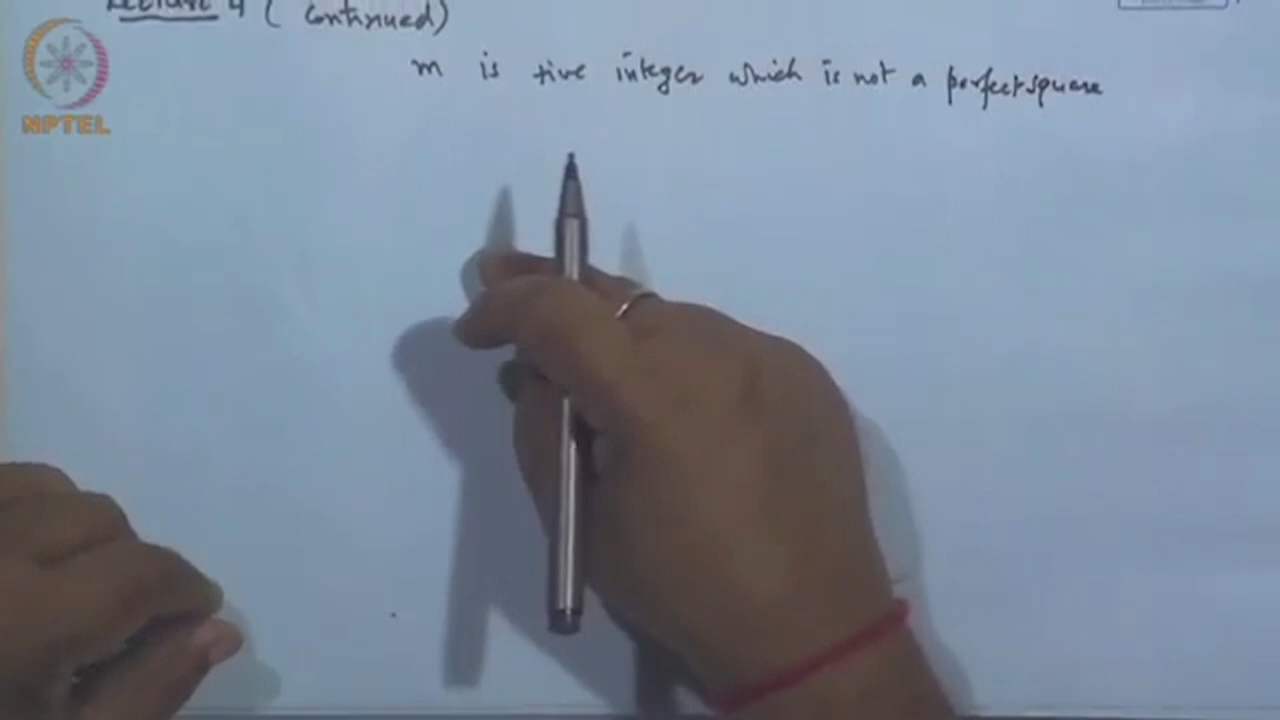 Lecture 4 ( Continued)
m is +ive integer which is not a perfect square
NPTEL